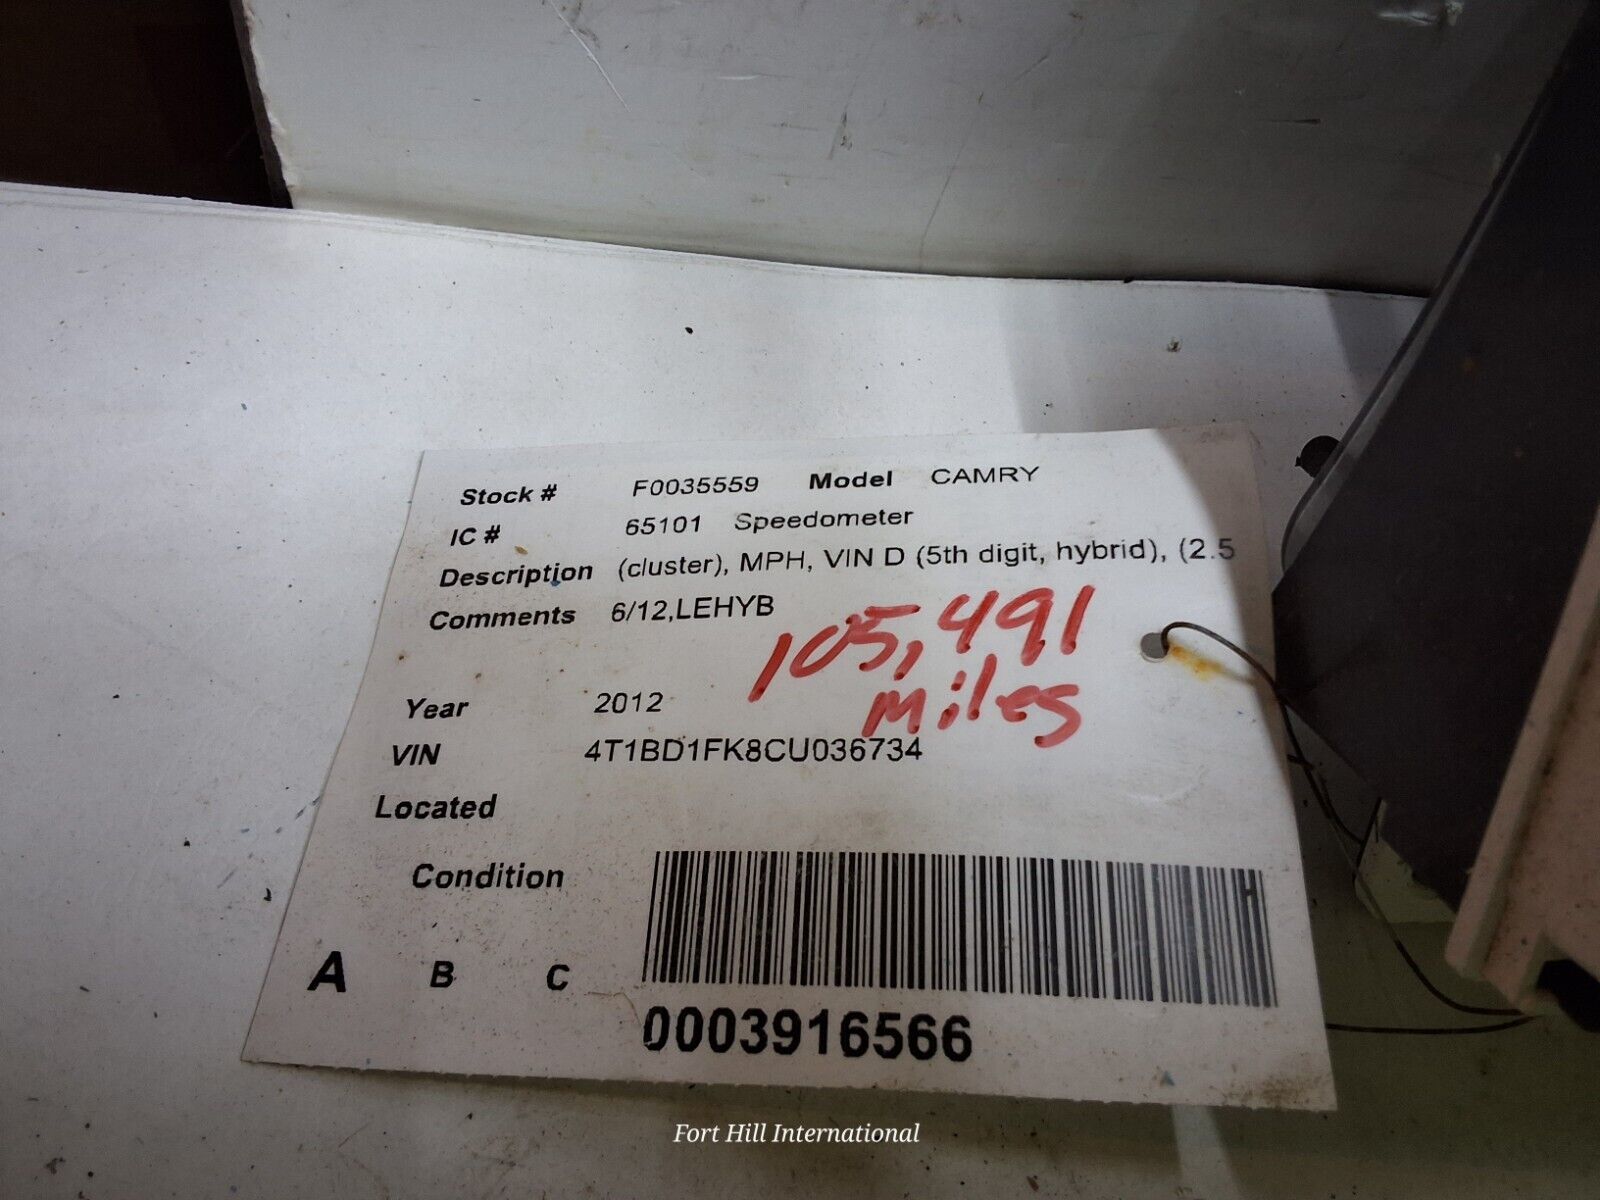 Stock # F0035559 Model CAMRY
IC # 65101 Speedometer
Description (cluster), MPH, VIN D (5th digit, hybrid), (2.5
Comments 6/12,LEHYB
105,491
miles
Year 2012
VIN 4T1BD1FK8CU036734
Located
Condition
A B C
0003916566
Fort Hill International